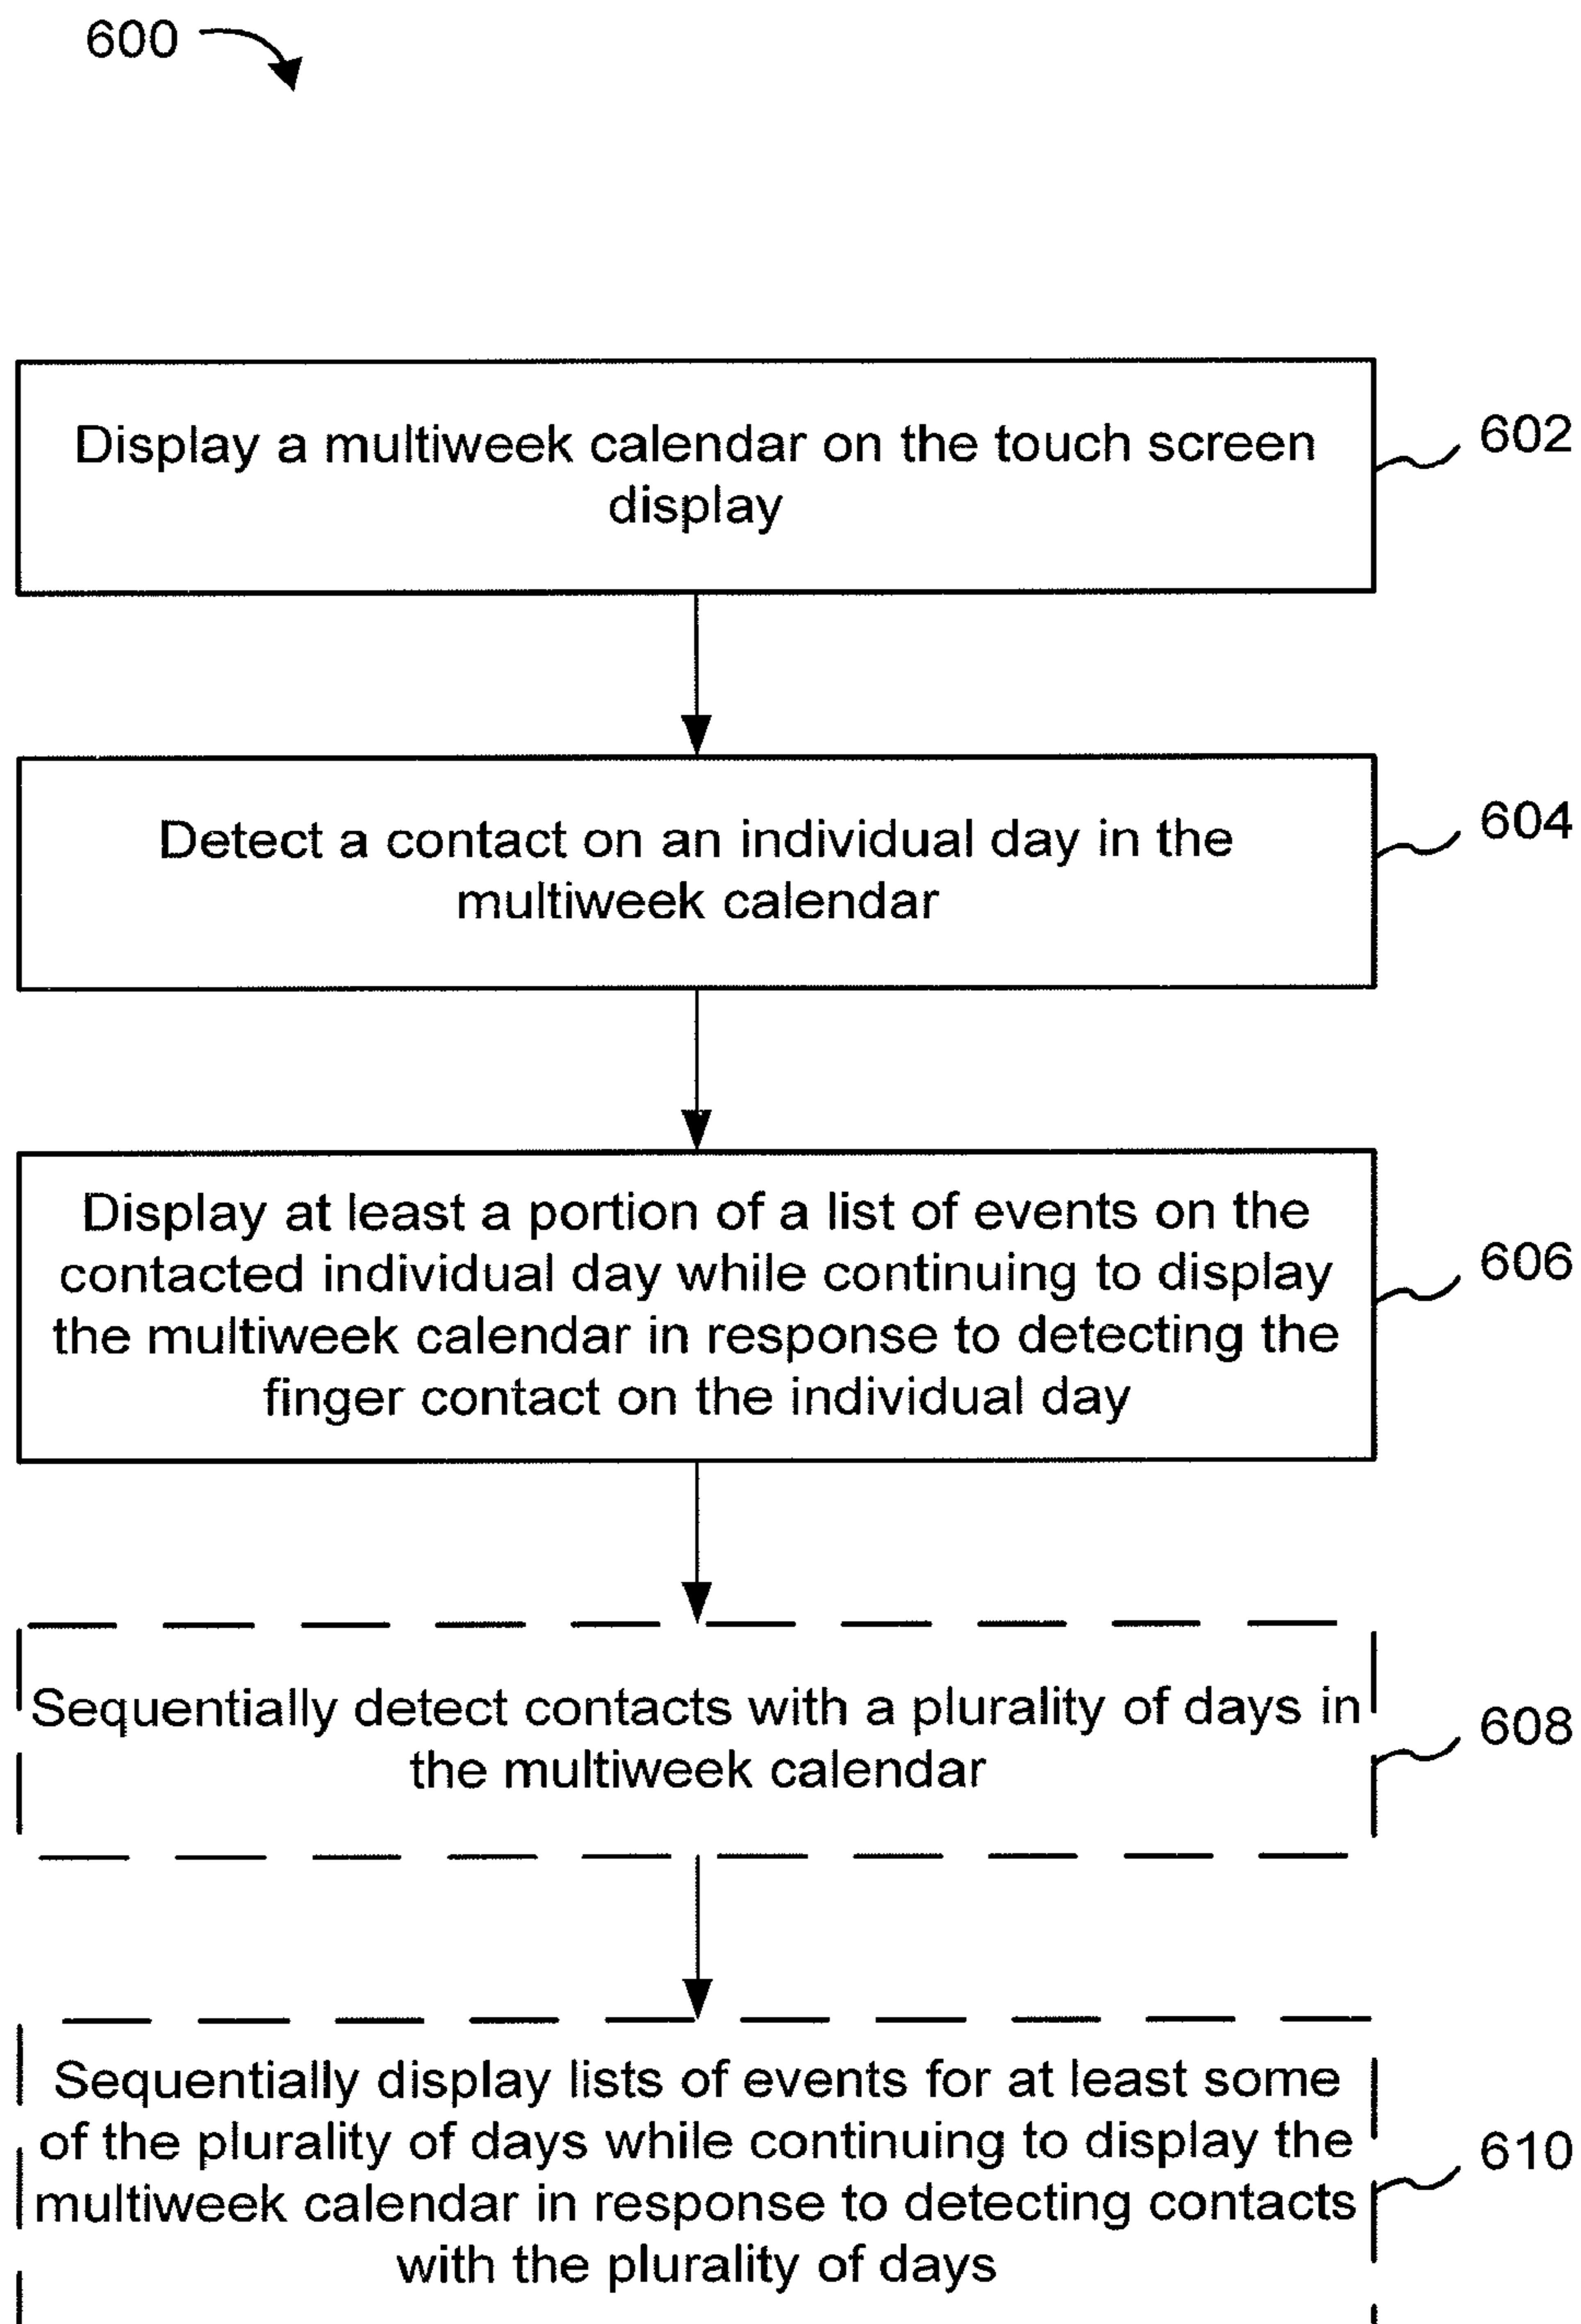 600
Display a multiweek calendar on the touch screen
display
602
Detect a contact on an individual day in the
multiweek calendar
604
Display at least a portion of a list of events on the
contacted individual day while continuing to display
the multiweek calendar in response to detecting the
finger contact on the individual day
606
Sequentially detect contacts with a plurality of days in
the multiweek calendar
608
Sequentially display lists of events for at least some
of the plurality of days while continuing to display the
multiweek calendar in response to detecting contacts
with the plurality of days
610